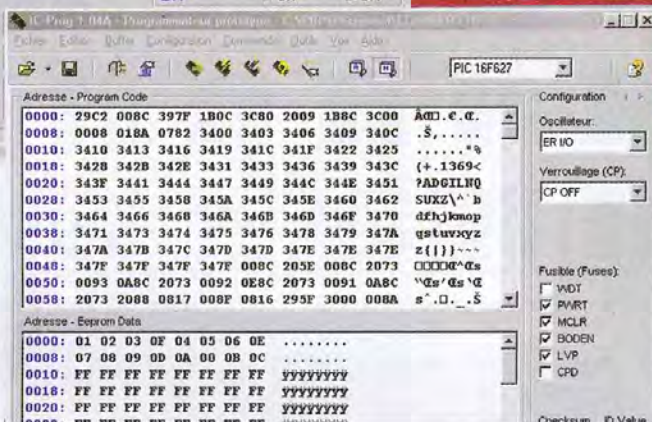 IC-Prog 1.04A - Programmateur prototype -
Fichier Editer Buffer Configuration Commande Outils Vue Aide
PIC 16F627
Adresse - Program Code
0000: 29C2 008C 397F 1B0C 3C80 2009 1B8C 3C00
0008: 0008 018A 0782 3400 3403 3406 3409 340C .Š,.....
0010: 3410 3413 3416 3419 341C 341F 3422 3425 ......"%
0018: 3428 342B 342E 3431 3433 3436 3439 343C (+.1369<
0020: 343F 3441 3444 3447 3449 344C 344E 3451 ?ADGILNQ
0028: 3453 3455 3458 345A 345C 345E 3460 3462 SUXZ\^`b
0030: 3464 3466 3468 346A 346B 346D 346F 3470 dfhjkmop
0038: 3471 3473 3474 3475 3476 3478 3479 347A qstuvxyz
0040: 347A 347B 347C 347D 347D 347E 347E 347E z{|}}~~~
0048: 347F 347F 347F 347F 008C 205E 008C 2073 □□□□Œ^Œs
0050: 0093 0A8C 2073 0092 0E8C 2073 0091 0A8C “Œs’Œs‘Œ
0058: 2073 2088 0817 008F 0816 295F 3000 008A sˆ.□._.Š
Adresse - Eeprom Data
0000: 01 02 03 0F 04 05 06 0E ........
0008: 07 08 09 0D 0A 00 0B 0C ........
0010: FF FF FF FF FF FF FF FF ÿÿÿÿÿÿÿÿ
0018: FF FF FF FF FF FF FF FF ÿÿÿÿÿÿÿÿ
0020: FF FF FF FF FF FF FF FF ÿÿÿÿÿÿÿÿ
Configuration
Oscillateur:
ER I/O
Verrouillage (CP):
CP OFF
Fusible (Fuses):
WDT
PWRT
MCLR
BODEN
LVP
CPD
Checksum ID Value